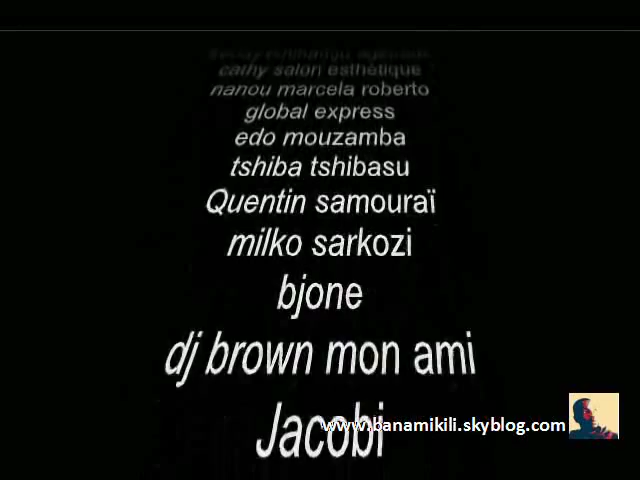 cathy salon esthétique
nanou marcela roberto
global express
edo mouzamba
tshiba tshibasu
Quentin samouraï
milko sarkozi
bjone
dj brown mon ami
Jacobi
www.banamikili.skyblog.com